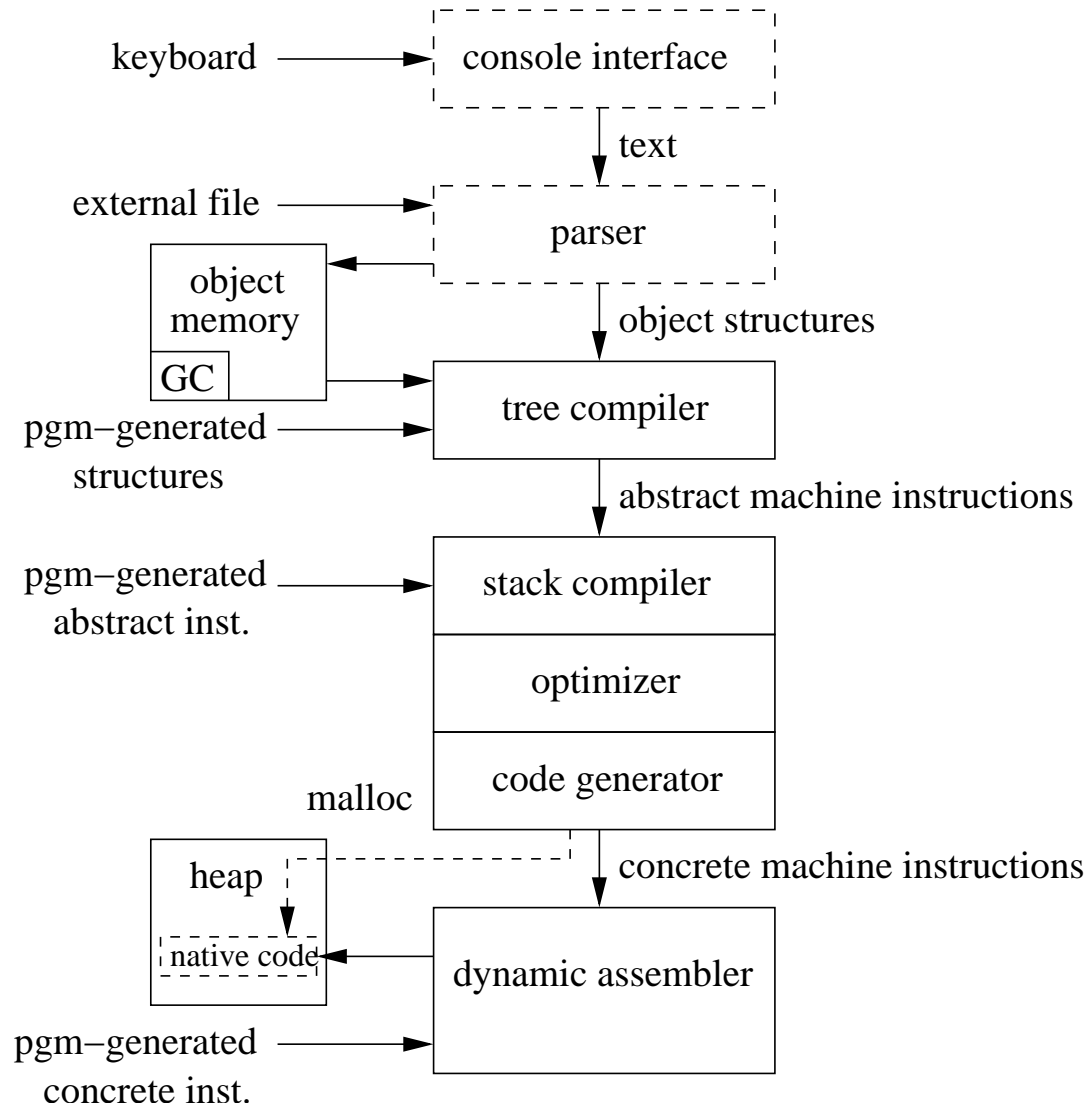 keyboard
console interface
text
external file
parser
object
memory
GC
object structures
tree compiler
pgm−generated
structures
abstract machine instructions
pgm−generated
abstract inst.
stack compiler
optimizer
code generator
malloc
heap
native code
concrete machine instructions
dynamic assembler
pgm−generated
concrete inst.